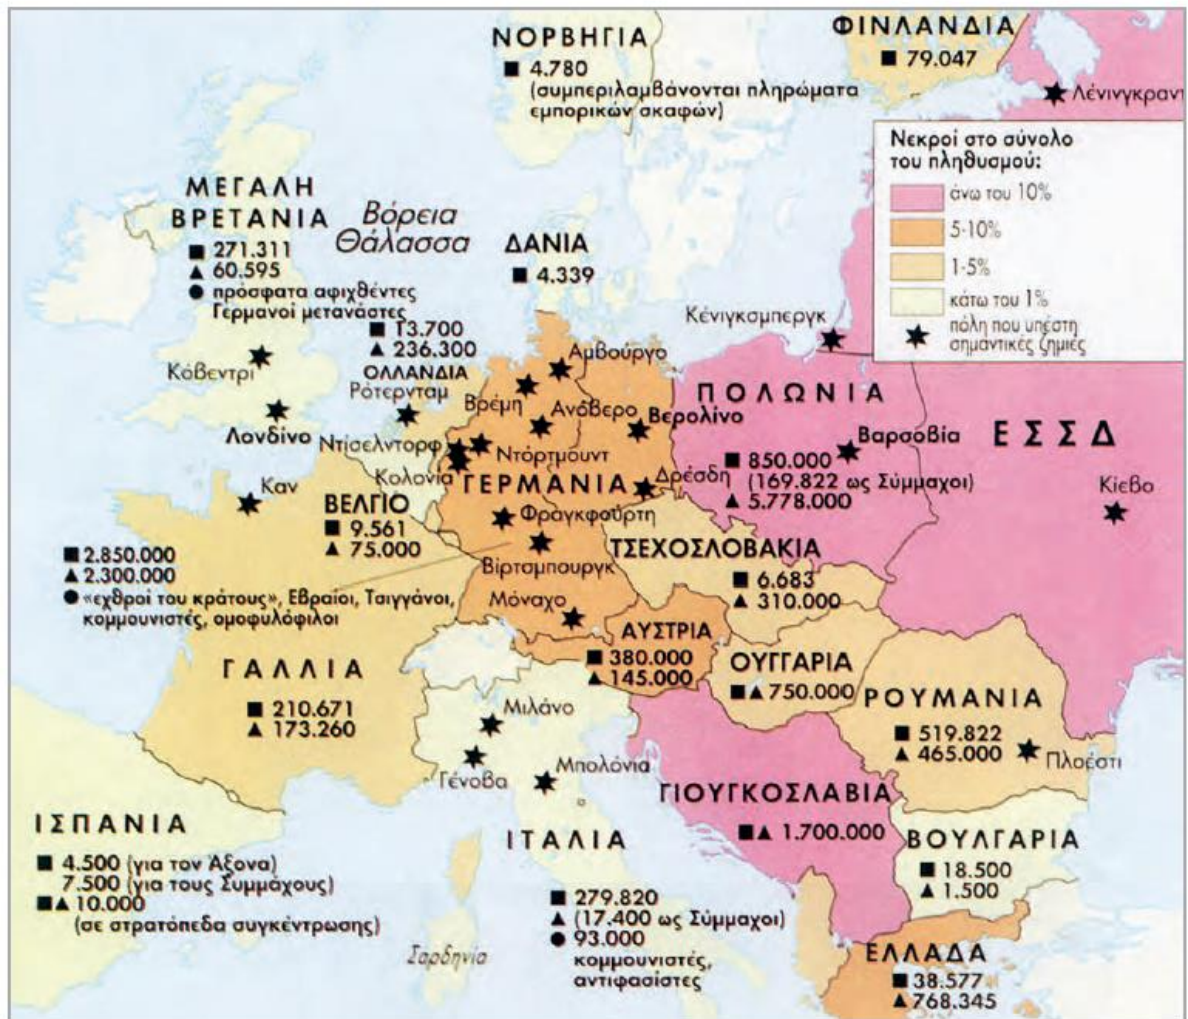 ΝΟΡΒΗΓΙΑ
■ 4.780
(συμπεριλαμβάνονται πληρώματα
εμπορικών σκαφών)
ΦΙΝΛΑΝΔΙΑ
■ 79.047
Λένινγκραντ
Νεκροί στο σύνολο
του πληθυσμού:
άνω του 10%
5-10%
1-5%
κάτω του 1%
πόλη που υπέστη
σημαντικές ζημιές
ΜΕΓΑΛΗ
ΒΡΕΤΑΝΙΑ
■ 271.311
▲ 60.595
● πρόσφατα αφιχθέντες
Γερμανοί μετανάστες
Βόρεια
Θάλασσα
ΔΑΝΙΑ
■ 4.339
■ 13.700
▲ 236.300
ΟΛΛΑΝΔΙΑ
Ρότερνταμ
Κόβεντρι
Λονδίνο
Κένιγκσμπεργκ
Αμβούργο
Βρέμη
Ανόβερο
Βερολίνο
Ντίσελντορφ
Ντόρτμουντ
Κολονία
ΓΕΡΜΑΝΙΑ
Δρέσδη
Φραγκφούρτη
Βίρτσμπουργκ
Μόναχο
ΠΟΛΩΝΙΑ
Βαρσοβία
■ 850.000
(169.822 ως Σύμμαχοι)
▲ 5.778.000
ΕΣΣΔ
Κίεβο
Καν
ΒΕΛΓΙΟ
■ 9.561
▲ 75.000
■ 2.850.000
▲ 2.300.000
● «εχθροί του κράτους», Εβραίοι, Τσιγγάνοι,
κομμουνιστές, ομοφυλόφιλοι
ΤΣΕΧΟΣΛΟΒΑΚΙΑ
■ 6.683
▲ 310.000
ΑΥΣΤΡΙΑ
■ 380.000
▲ 145.000
ΟΥΓΓΑΡΙΑ
■ ▲ 750.000
ΓΑΛΛΙΑ
■ 210.671
▲ 173.260
ΡΟΥΜΑΝΙΑ
■ 519.822
▲ 465.000
Πλοέστι
Μιλάνο
Γένοβα
Μπολόνια
ΓΙΟΥΓΚΟΣΛΑΒΙΑ
■ ▲ 1.700.000
ΙΣΠΑΝΙΑ
■ 4.500 (για τον Άξονα)
7.500 (για τους Συμμάχους)
■ ▲ 10.000
(σε στρατόπεδα συγκέντρωσης)
ΙΤΑΛΙΑ
■ 279.820
▲ (17.400 ως Σύμμαχοι)
● 93.000
κομμουνιστές,
αντιφασίστες
Σαρδηνία
ΒΟΥΛΓΑΡΙΑ
■ 18.500
▲ 1.500
ΕΛΛΑΔΑ
■ 38.577
▲ 768.345